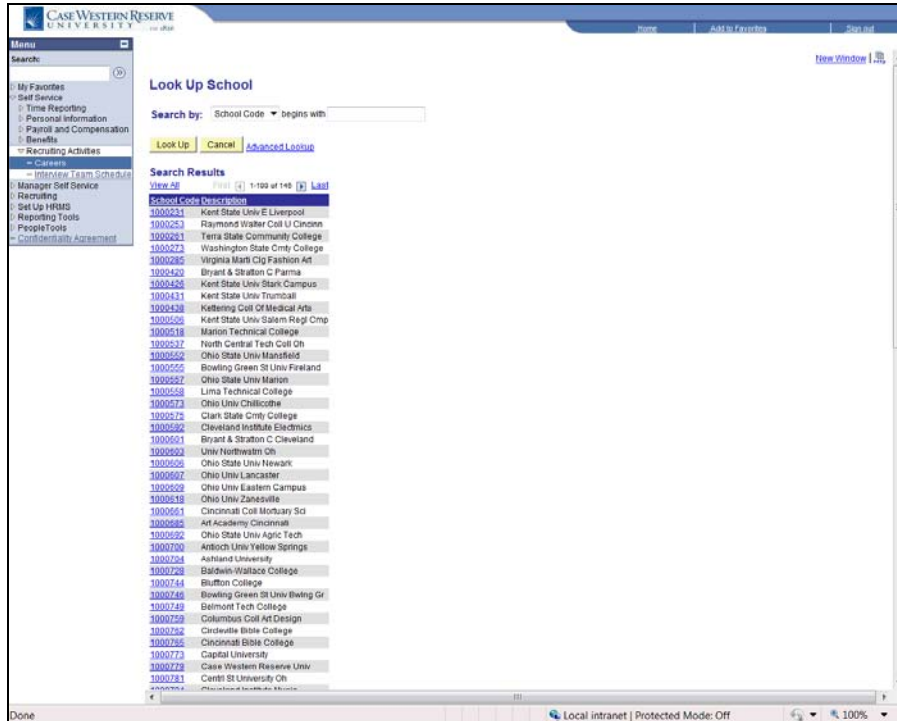 CASE WESTERN RESERVE
UNIVERSITY EST. 1826
Home Add to Favorites Sign out
Menu
Search:
New Window
My Favorites
Self Service
Time Reporting
Personal Information
Payroll and Compensation
Benefits
Recruiting Activities
– Careers
– Interview Team Schedule
Manager Self Service
Recruiting
Set Up HRMS
Reporting Tools
PeopleTools
– Confidentiality Agreement
Look Up School
Search by: School Code begins with
Look Up Cancel Advanced Lookup
Search Results
View All First 1-100 of 146 Last
School Code Description
1000231 Kent State Univ E Liverpool
1000253 Raymond Walter Coll U Cincinn
1000261 Terra State Community College
1000273 Washington State Cmty College
1000285 Virginia Marti Clg Fashion Art
1000420 Bryant & Stratton C Parma
1000426 Kent State Univ Stark Campus
1000431 Kent State Univ Trumball
1000438 Kettering Coll Of Medical Arts
1000506 Kent State Univ Salem Regl Cmp
1000518 Marion Technical College
1000537 North Central Tech Coll Oh
1000552 Ohio State Univ Mansfield
1000555 Bowling Green St Univ Fireland
1000557 Ohio State Univ Marion
1000558 Lima Technical College
1000573 Ohio Univ Chillicothe
1000575 Clark State Cmty College
1000592 Cleveland Institute Electrnics
1000601 Bryant & Stratton C Cleveland
1000603 Univ Northwstrn Oh
1000606 Ohio State Univ Newark
1000607 Ohio Univ Lancaster
1000609 Ohio Univ Eastern Campus
1000618 Ohio Univ Zanesville
1000661 Cincinnati Coll Mortuary Sci
1000685 Art Academy Cincinnati
1000692 Ohio State Univ Agric Tech
1000700 Antioch Univ Yellow Springs
1000704 Ashland University
1000728 Baldwin-Wallace College
1000744 Bluffton College
1000746 Bowling Green St Univ Bwlng Gr
1000749 Belmont Tech College
1000759 Columbus Coll Art Design
1000762 Circleville Bible College
1000765 Cincinnati Bible College
1000773 Capital University
1000779 Case Western Reserve Univ
1000781 Centrl St University Oh
Done Local intranet | Protected Mode: Off 100%